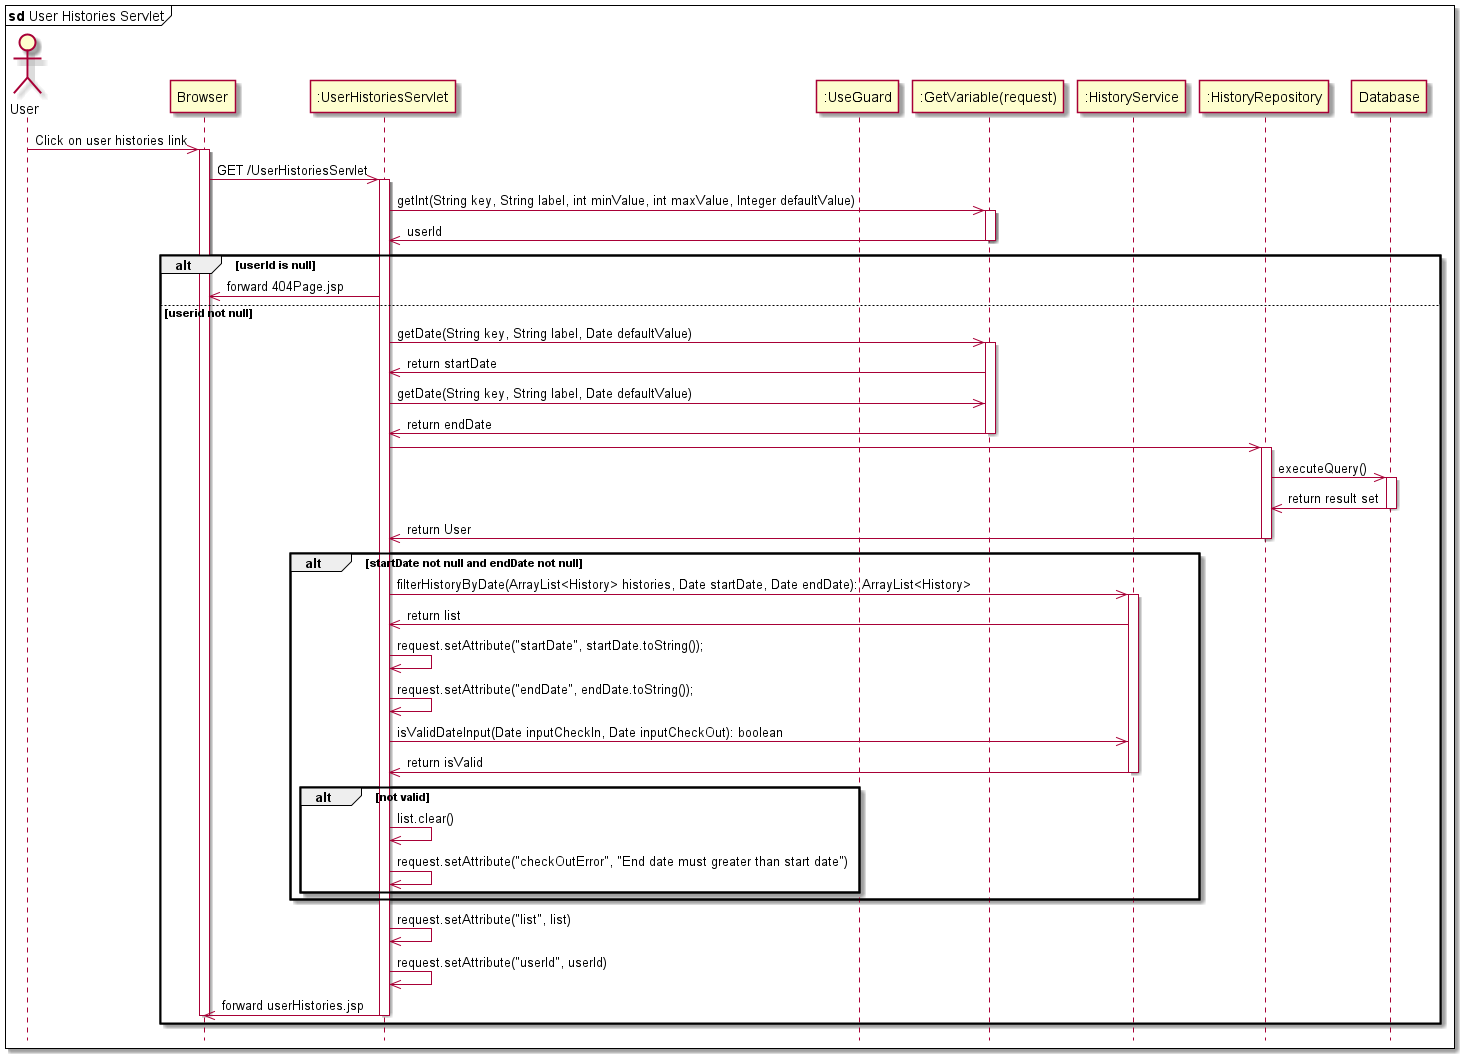 sd User Histories Servlet
User
Browser
:UserHistoriesServlet
:UseGuard
:GetVariable(request)
:HistoryService
:HistoryRepository
Database
Click on user histories link
GET /UserHistoriesServlet
getInt(String key, String label, int minValue, int maxValue, Integer defaultValue)
userId
alt [userId is null]
forward 404Page.jsp
[userid not null]
getDate(String key, String label, Date defaultValue)
return startDate
getDate(String key, String label, Date defaultValue)
return endDate
executeQuery()
return result set
return User
alt [startDate not null and endDate not null]
filterHistoryByDate(ArrayList<History> histories, Date startDate, Date endDate): ArrayList<History>
return list
request.setAttribute("startDate", startDate.toString());
request.setAttribute("endDate", endDate.toString());
isValidDateInput(Date inputCheckIn, Date inputCheckOut): boolean
return isValid
alt [not valid]
list.clear()
request.setAttribute("checkOutError", "End date must greater than start date")
request.setAttribute("list", list)
request.setAttribute("userId", userId)
forward userHistories.jsp